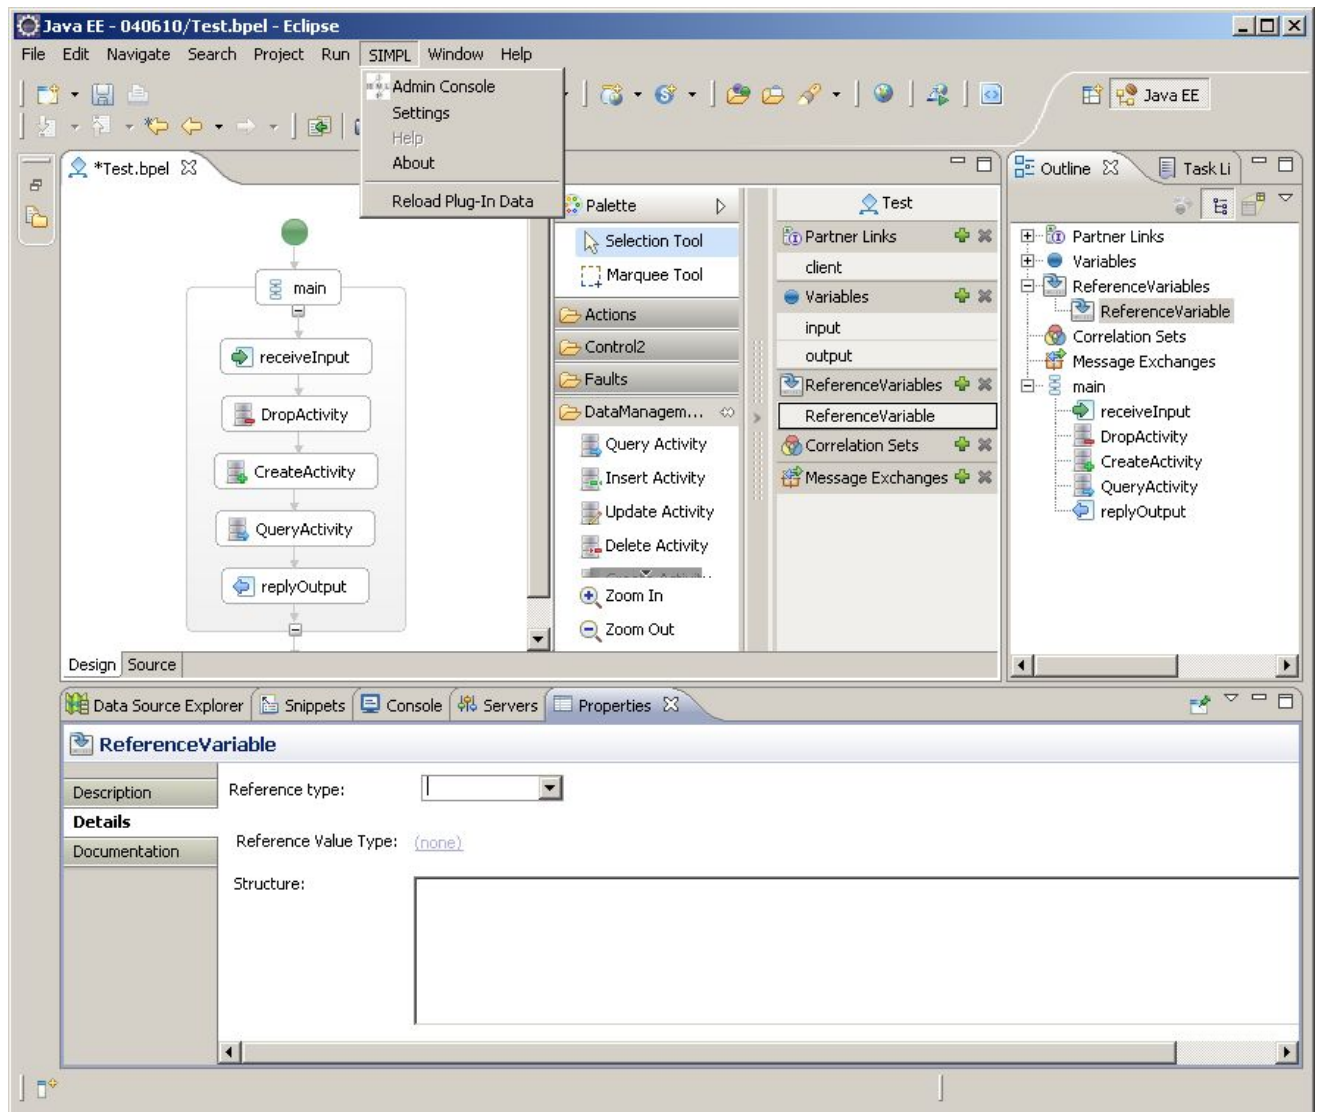 Java EE - 040610/Test.bpel - Eclipse
File Edit Navigate Search Project Run SIMPL Window Help
Admin Console
Settings
Help
About
Reload Plug-In Data
Java EE
*Test.bpel
main
receiveInput
DropActivity
CreateActivity
QueryActivity
replyOutput
Design Source
Palette
Selection Tool
Marquee Tool
Actions
Control2
Faults
DataManagem...
Query Activity
Insert Activity
Update Activity
Delete Activity
Zoom In
Zoom Out
Test
Partner Links
client
Variables
input
output
ReferenceVariables
ReferenceVariable
Correlation Sets
Message Exchanges
Outline Task Li
Partner Links
Variables
ReferenceVariables
ReferenceVariable
Correlation Sets
Message Exchanges
main
receiveInput
DropActivity
CreateActivity
QueryActivity
replyOutput
Data Source Explorer Snippets Console Servers Properties
ReferenceVariable
Description
Details
Documentation
Reference type:
Reference Value Type: (none)
Structure: